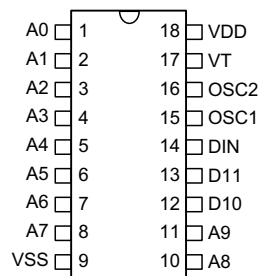 A0 1 18 VDD
A1 2 17 VT
A2 3 16 OSC2
A3 4 15 OSC1
A4 5 14 DIN
A5 6 13 D11
A6 7 12 D10
A7 8 11 A9
VSS 9 10 A8